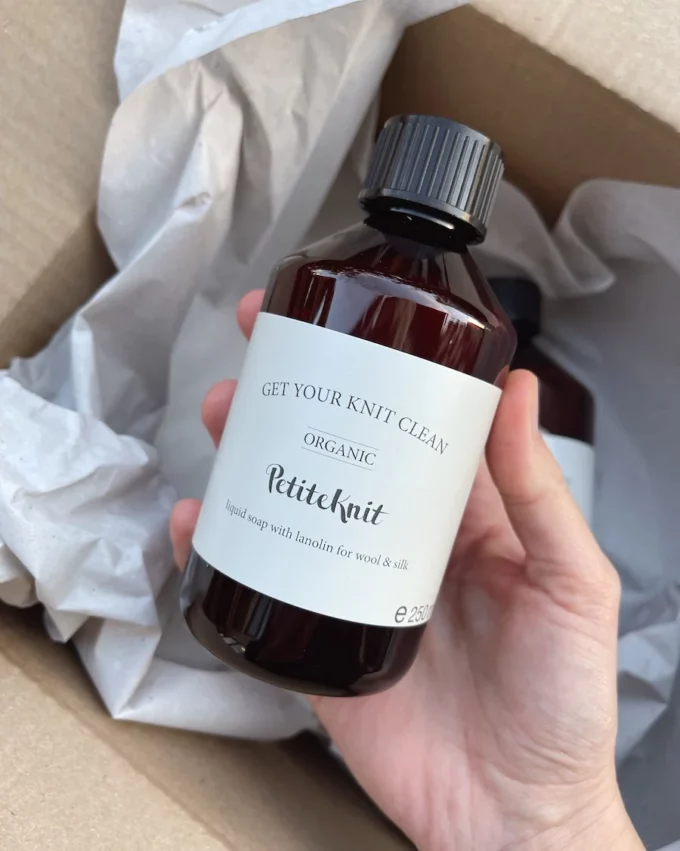 GET YOUR KNIT CLEAN
ORGANIC
PetiteKnit
liquid soap with lanolin for wool & silk
℮ 250